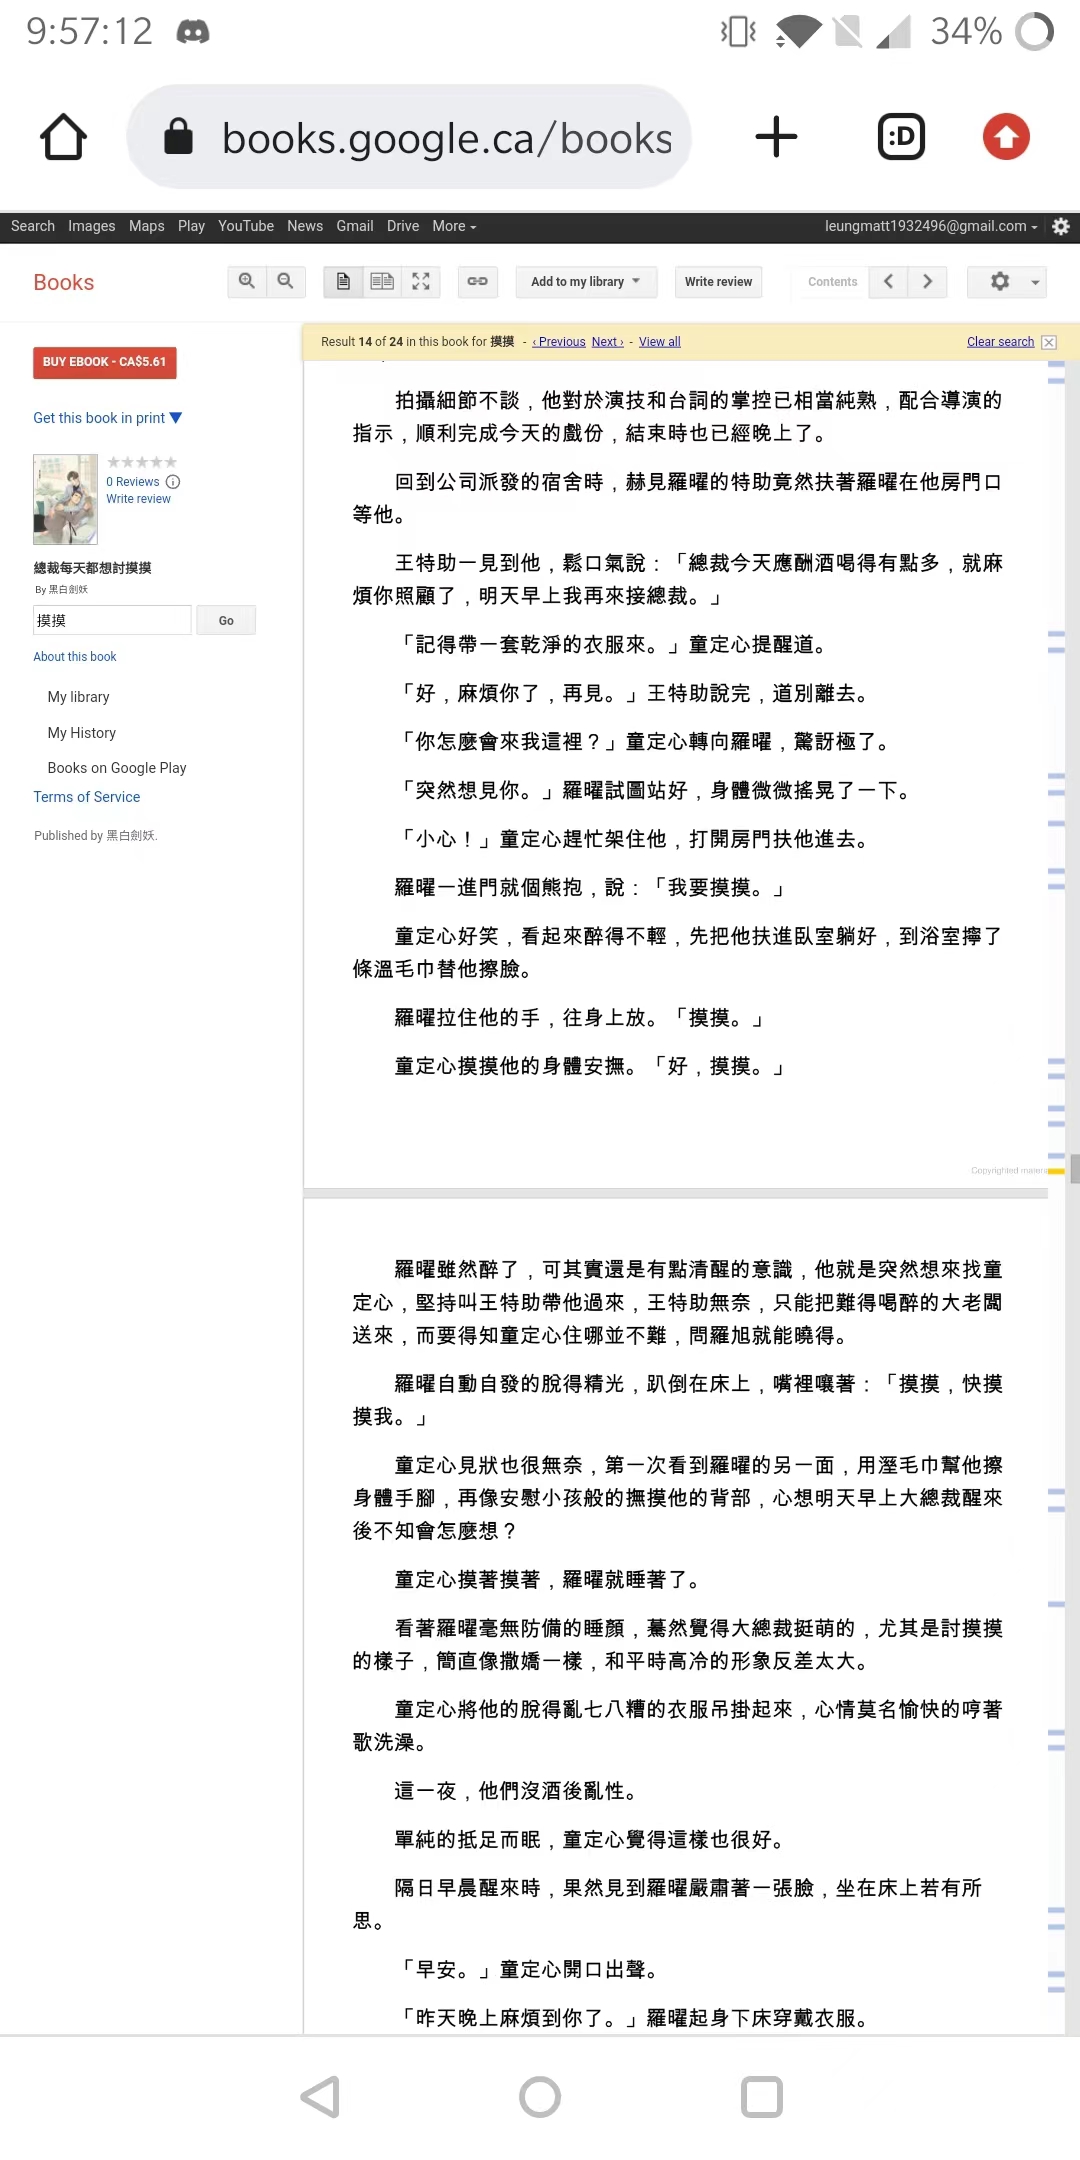 9:57:12
34%
books.google.ca/books
:D
Search Images Maps Play YouTube News Gmail Drive More
leungmatt1932496@gmail.com
Books
Add to my library
Write review
Contents
Result 14 of 24 in this book for 摸摸 - ‹ Previous Next › - View all
Clear search
BUY EBOOK - CA$5.61
Get this book in print ▼
0 Reviews
Write review
總裁每天都想討摸摸
By 黑白劍妖
摸摸
Go
About this book
My library
My History
Books on Google Play
Terms of Service
Published by 黑白劍妖.
拍攝細節不談，他對於演技和台詞的掌控已相當純熟，配合導演的
指示，順利完成今天的戲份，結束時也已經晚上了。
回到公司派發的宿舍時，赫見羅曜的特助竟然扶著羅曜在他房門口
等他。
王特助一見到他，鬆口氣說：「總裁今天應酬酒喝得有點多，就麻
煩你照顧了，明天早上我再來接總裁。」
「記得帶一套乾淨的衣服來。」童定心提醒道。
「好，麻煩你了，再見。」王特助說完，道別離去。
「你怎麼會來我這裡？」童定心轉向羅曜，驚訝極了。
「突然想見你。」羅曜試圖站好，身體微微搖晃了一下。
「小心！」童定心趕忙架住他，打開房門扶他進去。
羅曜一進門就個熊抱，說：「我要摸摸。」
童定心好笑，看起來醉得不輕，先把他扶進臥室躺好，到浴室擰了
條溫毛巾替他擦臉。
羅曜拉住他的手，往身上放。「摸摸。」
童定心摸摸他的身體安撫。「好，摸摸。」
Copyrighted
羅曜雖然醉了，可其實還是有點清醒的意識，他就是突然想來找童
定心，堅持叫王特助帶他過來，王特助無奈，只能把難得喝醉的大老闆
送來，而要得知童定心住哪並不難，問羅旭就能曉得。
羅曜自動自發的脫得精光，趴倒在床上，嘴裡嚷著：「摸摸，快摸
摸我。」
童定心見狀也很無奈，第一次看到羅曜的另一面，用溼毛巾幫他擦
身體手腳，再像安慰小孩般的撫摸他的背部，心想明天早上大總裁醒來
後不知會怎麼想？
童定心摸著摸著，羅曜就睡著了。
看著羅曜毫無防備的睡顏，驀然覺得大總裁挺萌的，尤其是討摸摸
的樣子，簡直像撒嬌一樣，和平時高冷的形象反差太大。
童定心將他的脫得亂七八糟的衣服吊掛起來，心情莫名愉快的哼著
歌洗澡。
這一夜，他們沒酒後亂性。
單純的抵足而眠，童定心覺得這樣也很好。
隔日早晨醒來時，果然見到羅曜嚴肅著一張臉，坐在床上若有所
思。
「早安。」童定心開口出聲。
「昨天晚上麻煩到你了。」羅曜起身下床穿戴衣服。